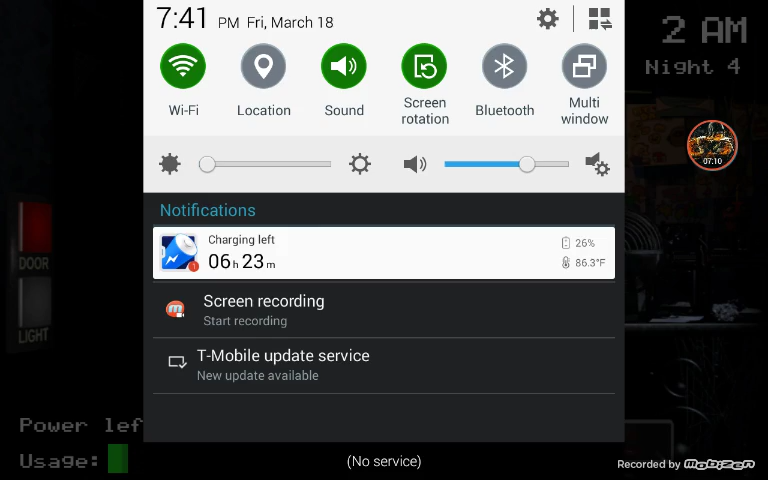 7:41 PM Fri, March 18
2 AM
Night 4
Wi-Fi
Location
Sound
Screen rotation
Bluetooth
Multi window
07:10
Notifications
Charging left
06h 23m
26%
86.3°F
Screen recording
Start recording
T-Mobile update service
New update available
DOOR
LIGHT
Power lef
Usage:
(No service)
Recorded by Mobizen